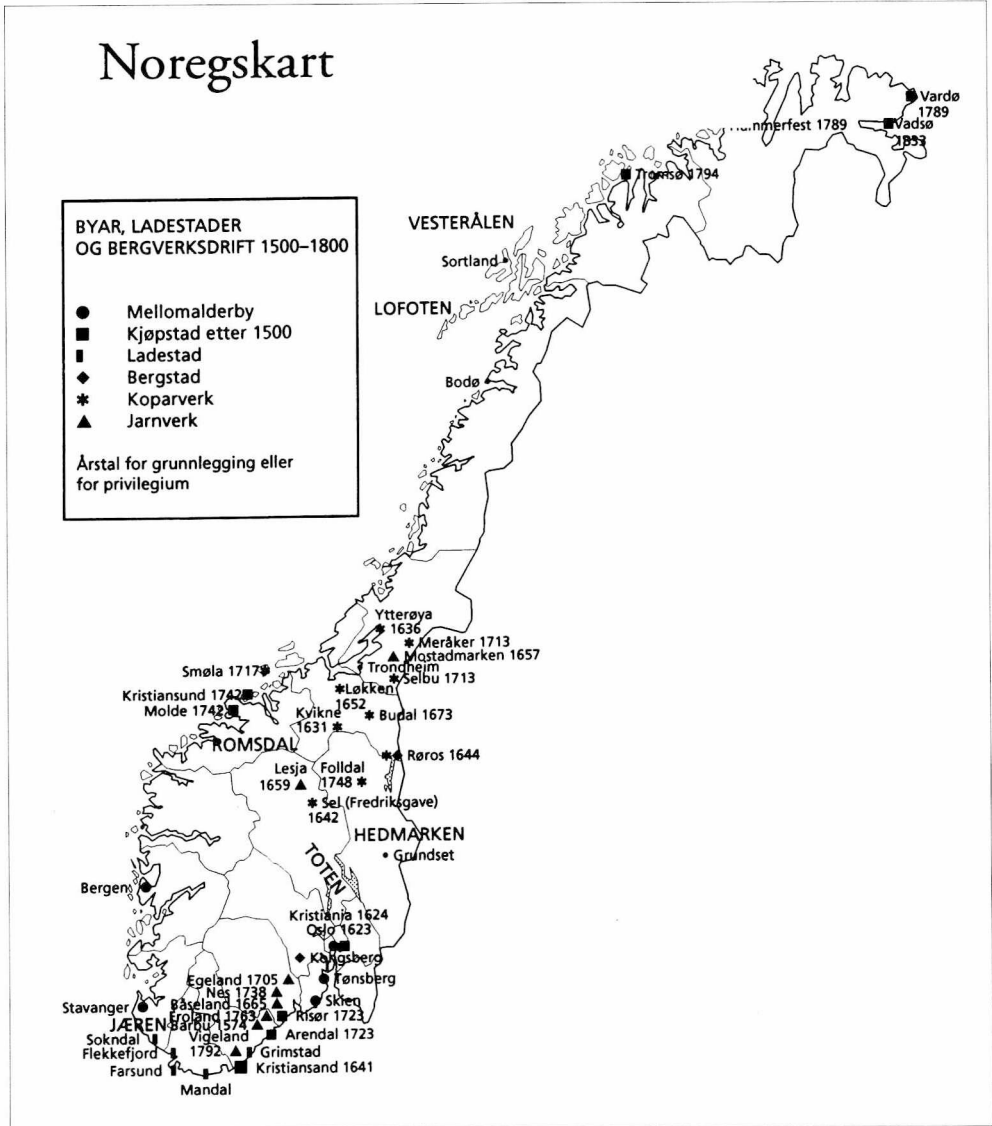 Noregskart
Vardø
1789
Vadsø
Tromsø 1794
VESTERÅLEN
Sortland
LOFOTEN
Bodø
BYAR, LADESTADER
OG BERGVERKSDRIFT 1500–1800
Mellomalderby
Kjøpstad etter 1500
Ladestad
Bergstad
Koparverk
Jarnverk
Årstal for grunnlegging eller
for privilegium
Ytterøya
1636
Meråker 1713
Mostadmarken 1657
Trondheim
Selbu 1713
Smøla 1717
Løkken
1652
Kristiansund 1742
Molde 1742
Kvikne
1631
Budal 1673
ROMSDAL
Røros 1644
Lesja
1659
Folldal
1748
Sel (Fredriksgave)
1642
HEDMARKEN
Grundset
TOTEN
Bergen
Kristiania 1624
Oslo 1623
Kongsberg
Egeland 1705
Tønsberg
Nes 1738
Båseland 1665
Skien
Stavanger
Froland 1763
Risør 1723
JÆREN
Barbu 1574
Sokndal
Vigeland
1792
Arendal 1723
Flekkefjord
Grimstad
Farsund
Kristiansand 1641
Mandal